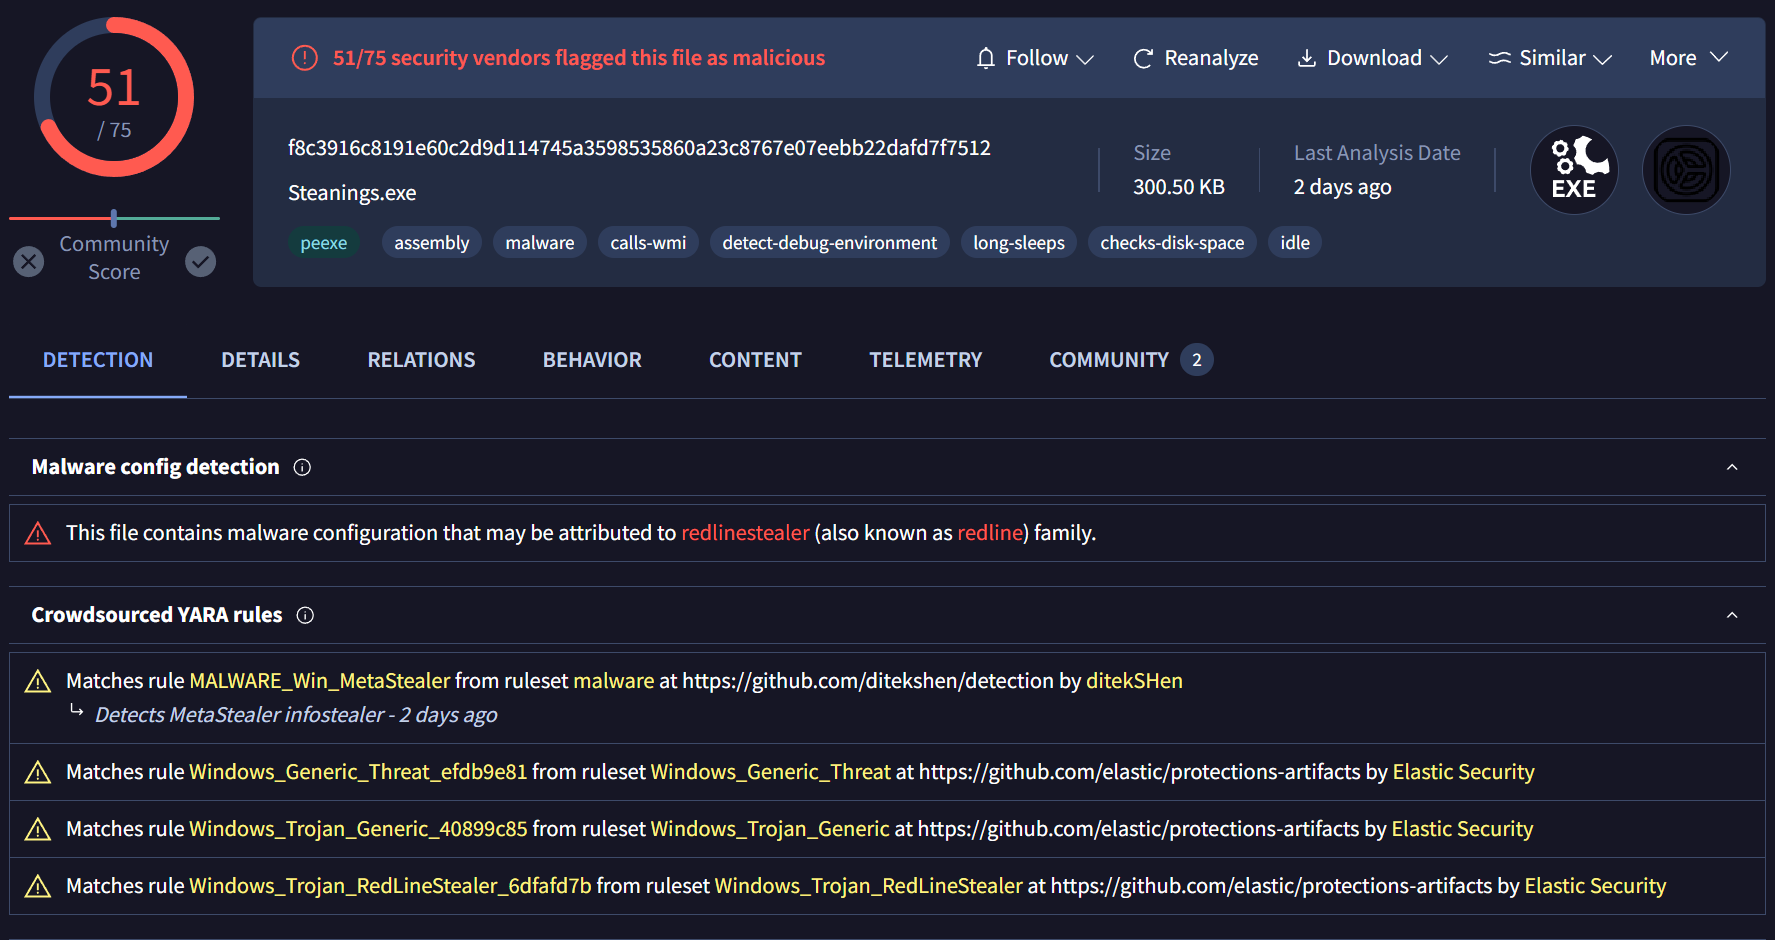 51
/ 75
Community
Score
51/75 security vendors flagged this file as malicious
Follow
Reanalyze
Download
Similar
More
f8c3916c8191e60c2d9d114745a3598535860a23c8767e07eebb22dafd7f7512
Steanings.exe
Size
300.50 KB
Last Analysis Date
2 days ago
EXE
peexe
assembly
malware
calls-wmi
detect-debug-environment
long-sleeps
checks-disk-space
idle
DETECTION
DETAILS
RELATIONS
BEHAVIOR
CONTENT
TELEMETRY
COMMUNITY 2
Malware config detection
This file contains malware configuration that may be attributed to redlinestealer (also known as redline) family.
Crowdsourced YARA rules
Matches rule MALWARE_Win_MetaStealer from ruleset malware at https://github.com/ditekshen/detection by ditekSHen
Detects MetaStealer infostealer - 2 days ago
Matches rule Windows_Generic_Threat_efdb9e81 from ruleset Windows_Generic_Threat at https://github.com/elastic/protections-artifacts by Elastic Security
Matches rule Windows_Trojan_Generic_40899c85 from ruleset Windows_Trojan_Generic at https://github.com/elastic/protections-artifacts by Elastic Security
Matches rule Windows_Trojan_RedLineStealer_6dfafd7b from ruleset Windows_Trojan_RedLineStealer at https://github.com/elastic/protections-artifacts by Elastic Security